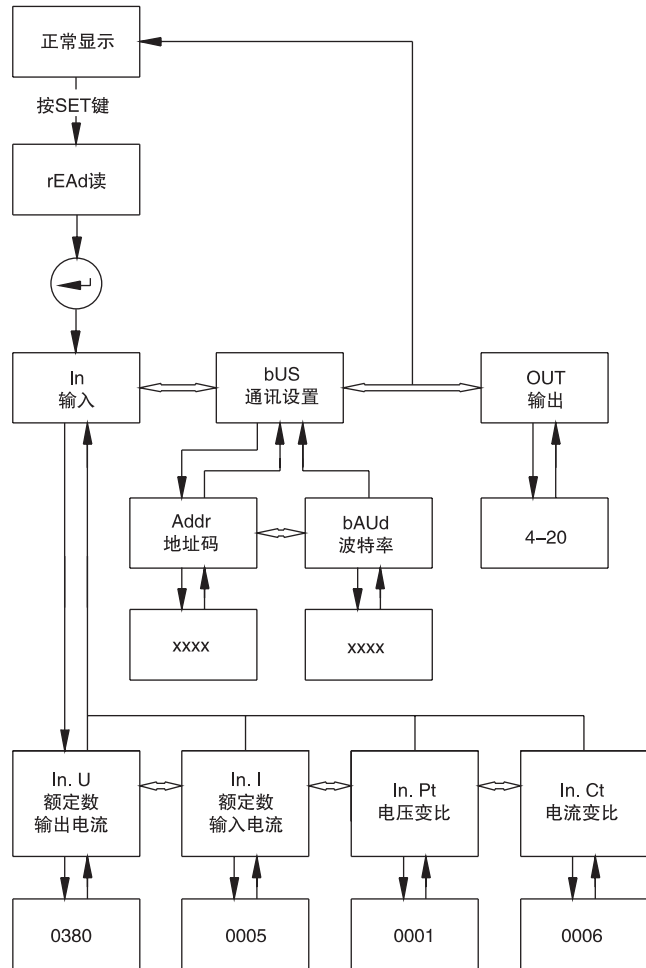 正常显示
按SET键
rEAd读
In
输入
bUS
通讯设置
OUT
输出
Addr
地址码
bAUd
波特率
4–20
xxxx
xxxx
In. U
额定数
输出电流
In. I
额定数
输入电流
In. Pt
电压变比
In. Ct
电流变比
0380
0005
0001
0006